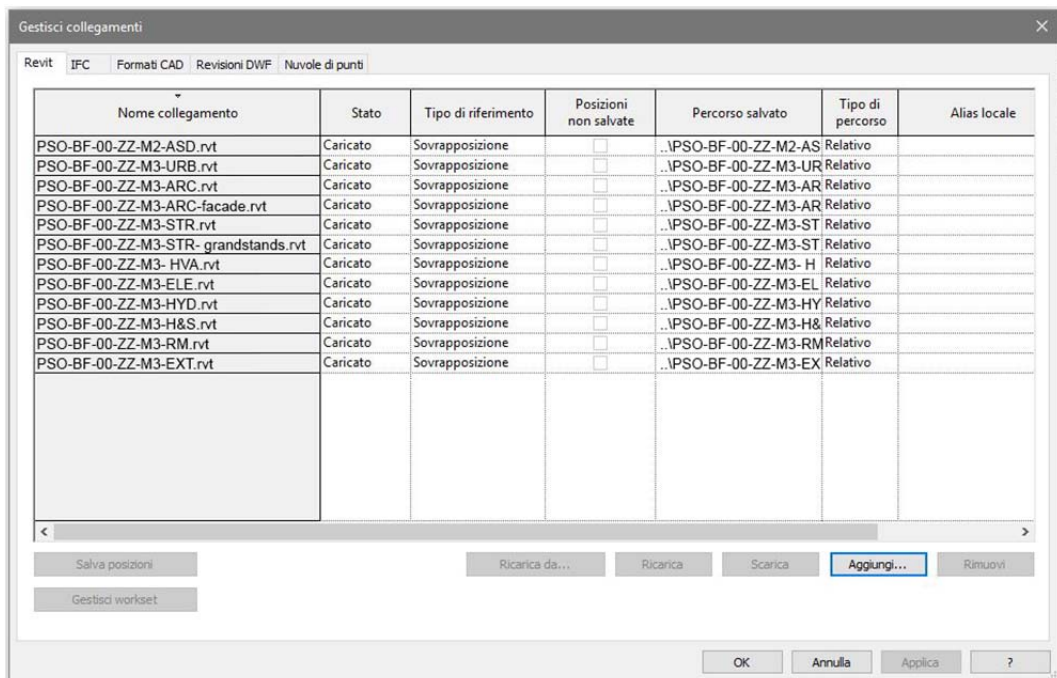 Gestisci collegamenti
Revit IFC Formati CAD Revisioni DWF Nuvole di punti
Nome collegamento Stato Tipo di riferimento Posizioni non salvate Percorso salvato Tipo di percorso Alias locale
PSO-BF-00-ZZ-M2-ASD.rvt Caricato Sovrapposizione ..\PSO-BF-00-ZZ-M2-AS Relativo
PSO-BF-00-ZZ-M3-URB.rvt Caricato Sovrapposizione ..\PSO-BF-00-ZZ-M3-UR Relativo
PSO-BF-00-ZZ-M3-ARC.rvt Caricato Sovrapposizione ..\PSO-BF-00-ZZ-M3-AR Relativo
PSO-BF-00-ZZ-M3-ARC-facade.rvt Caricato Sovrapposizione ..\PSO-BF-00-ZZ-M3-AR Relativo
PSO-BF-00-ZZ-M3-STR.rvt Caricato Sovrapposizione ..\PSO-BF-00-ZZ-M3-ST Relativo
PSO-BF-00-ZZ-M3-STR- grandstands.rvt Caricato Sovrapposizione ..\PSO-BF-00-ZZ-M3-ST Relativo
PSO-BF-00-ZZ-M3- HVA.rvt Caricato Sovrapposizione ..\PSO-BF-00-ZZ-M3- H Relativo
PSO-BF-00-ZZ-M3-ELE.rvt Caricato Sovrapposizione ..\PSO-BF-00-ZZ-M3-EL Relativo
PSO-BF-00-ZZ-M3-HYD.rvt Caricato Sovrapposizione ..\PSO-BF-00-ZZ-M3-HY Relativo
PSO-BF-00-ZZ-M3-H&S.rvt Caricato Sovrapposizione ..\PSO-BF-00-ZZ-M3-H& Relativo
PSO-BF-00-ZZ-M3-RM.rvt Caricato Sovrapposizione ..\PSO-BF-00-ZZ-M3-RM Relativo
PSO-BF-00-ZZ-M3-EXT.rvt Caricato Sovrapposizione ..\PSO-BF-00-ZZ-M3-EX Relativo
Salva posizioni Ricarica da... Ricarica Scarica Aggiungi... Rimuovi
Gestisci workset
OK Annulla Applica ?